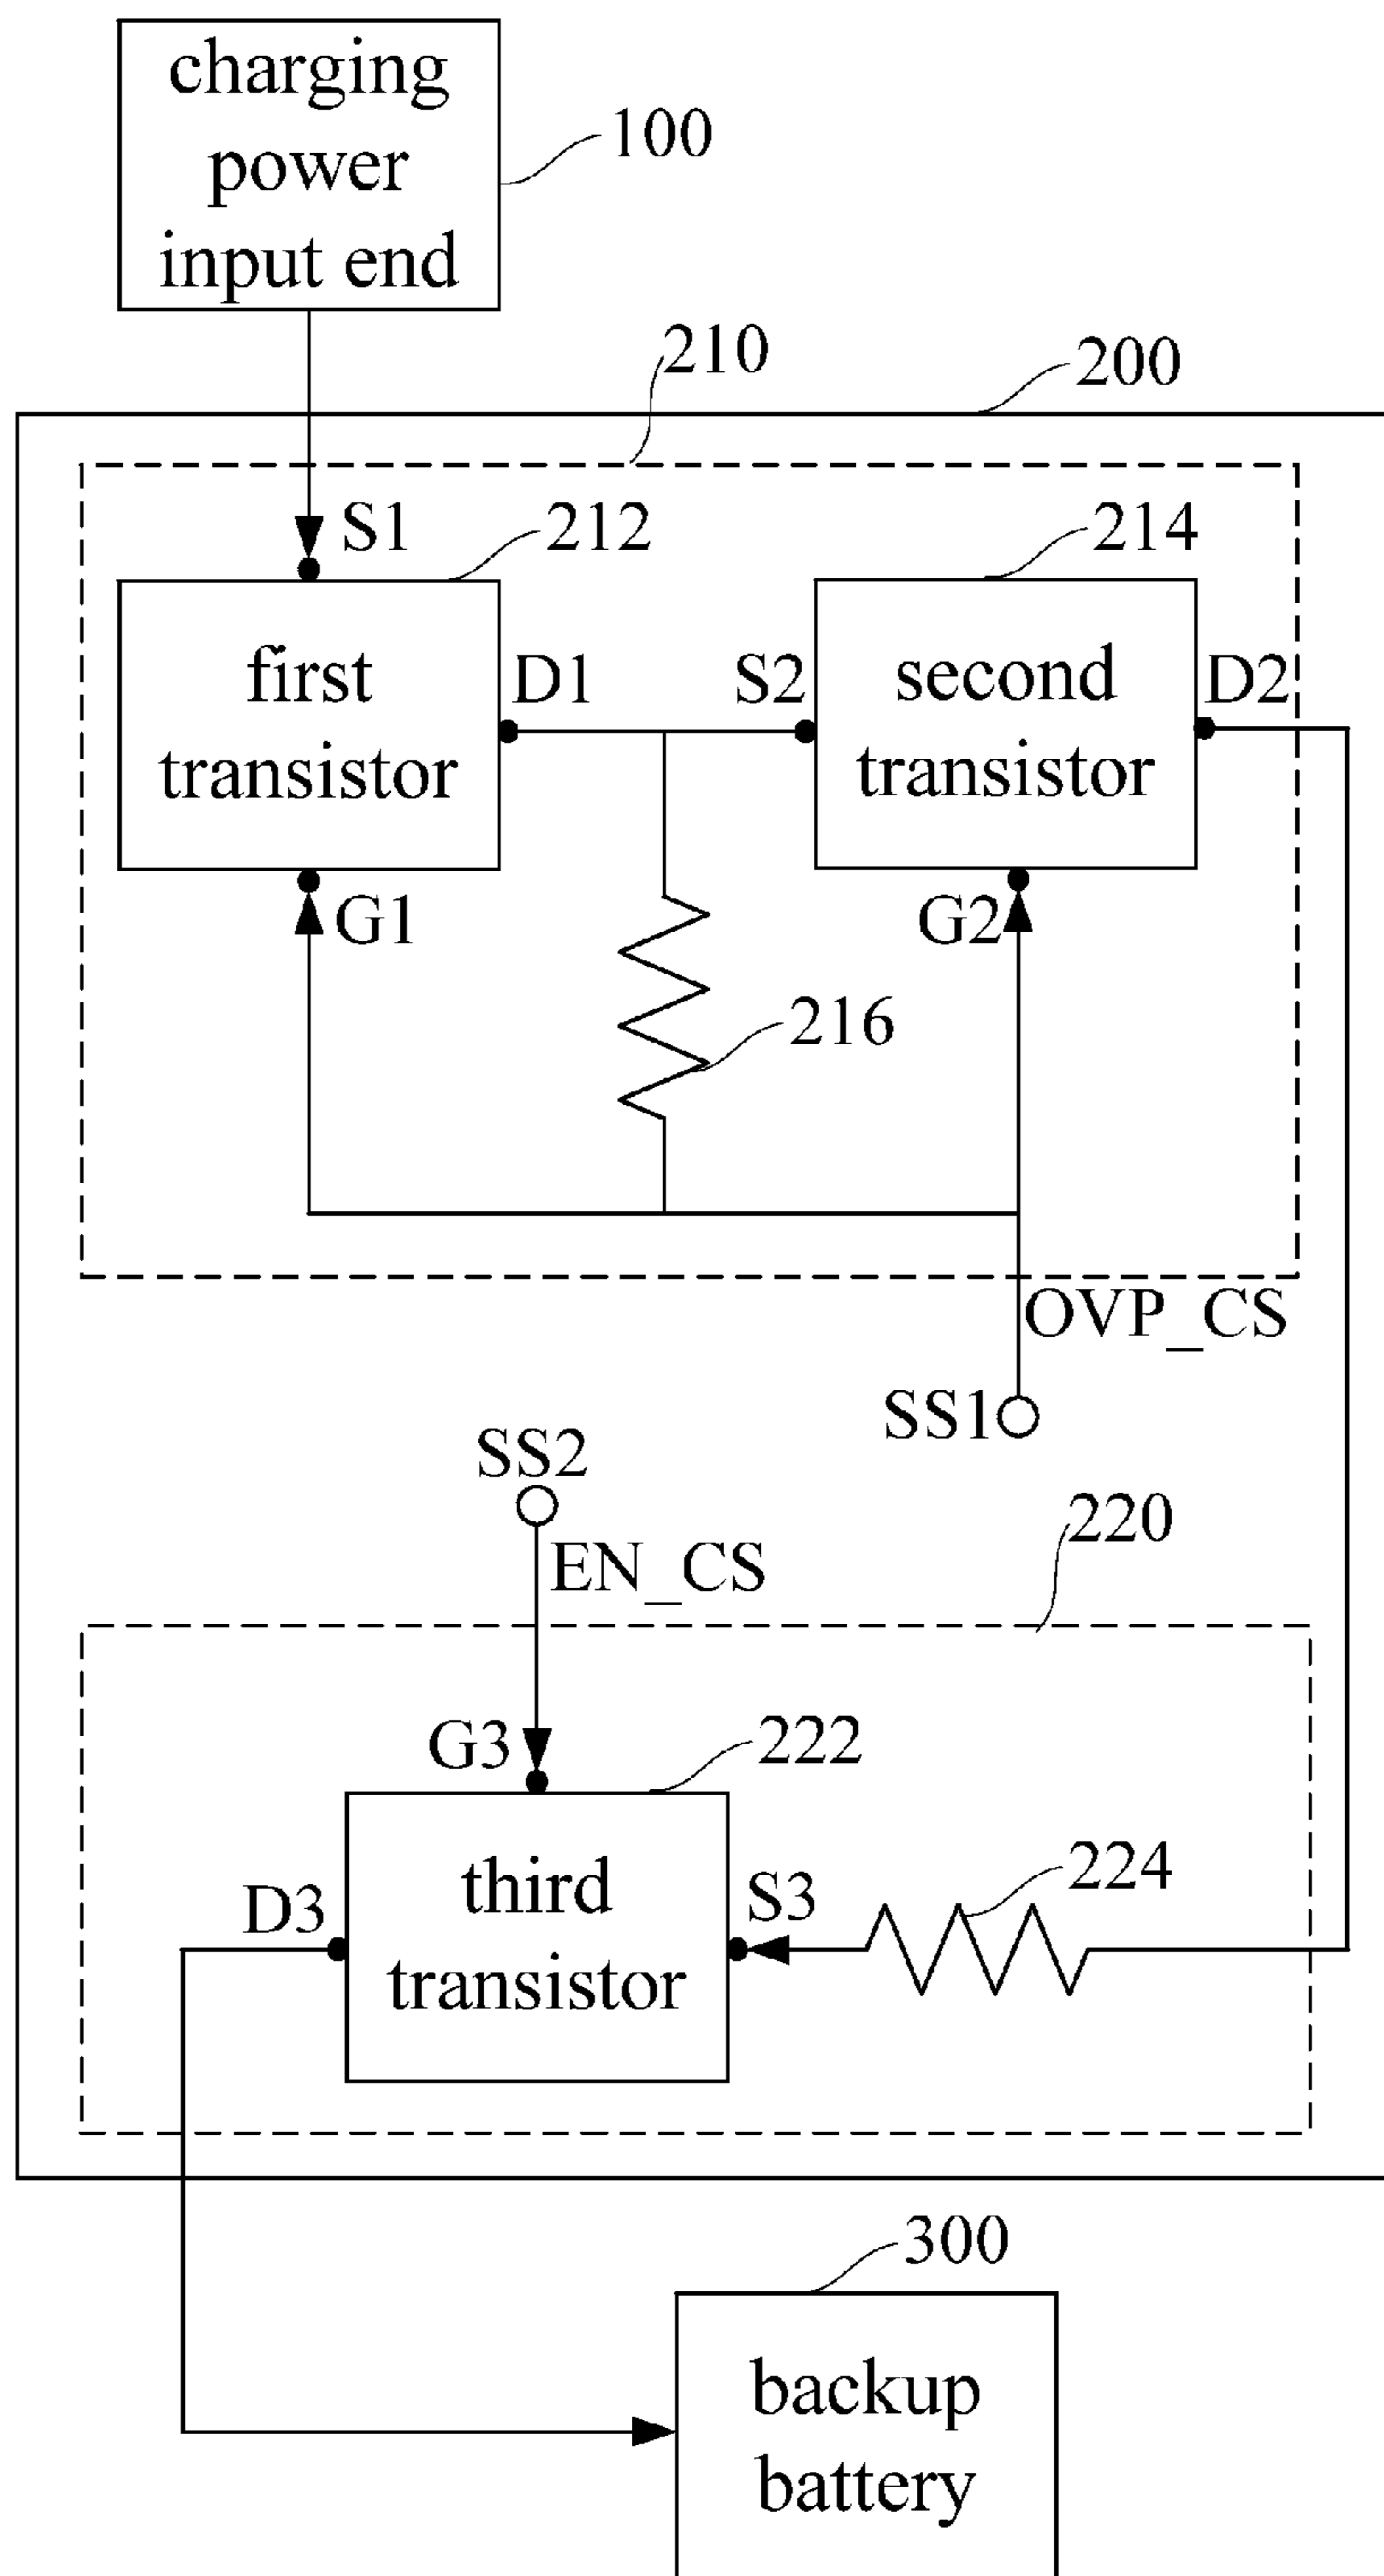 charging
power
input end
100
210
200
S1
212
214
first
transistor
D1
S2
second
transistor
D2
G1
G2
216
OVP_CS
SS1
SS2
EN_CS
220
G3
222
third
transistor
D3
S3
224
300
backup
battery